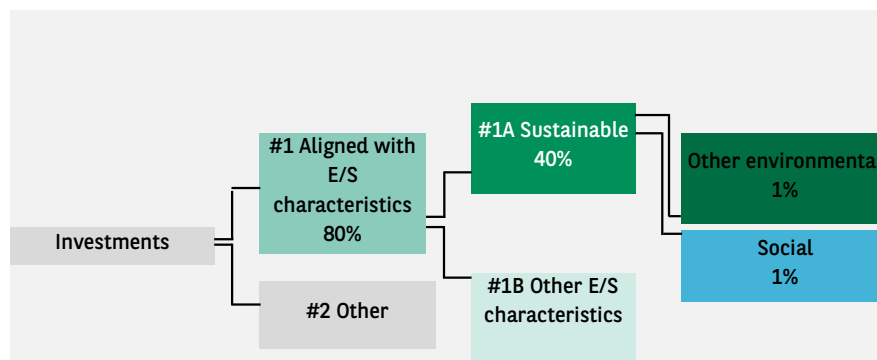 Investments
#1 Aligned with
E/S
characteristics
80%
#2 Other
#1A Sustainable
40%
#1B Other E/S
characteristics
Other environmenta
1%
Social
1%